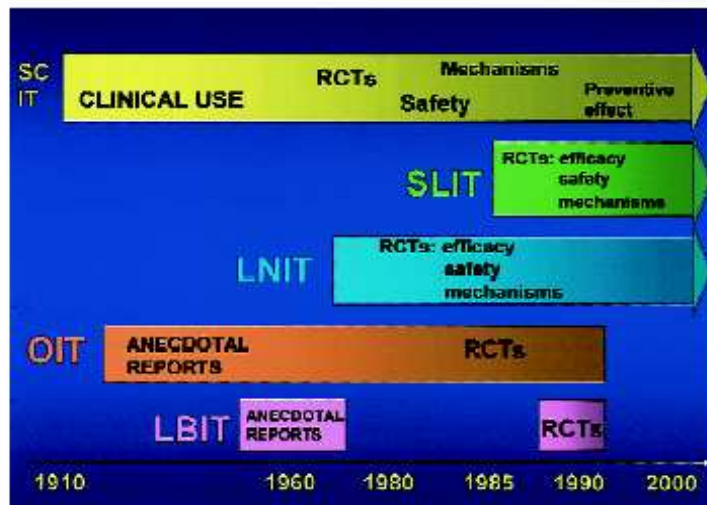 SC
IT
CLINICAL USE
RCTs
Mechanisms
Safety
Preventive
effect
SLIT
RCTs: efficacy
safety
mechanisms
LNIT
RCTs: efficacy
safety
mechanisms
OIT
ANECDOTAL
REPORTS
RCTs
LBIT
ANECDOTAL
REPORTS
RCTs
1910 1960 1980 1985 1990 2000